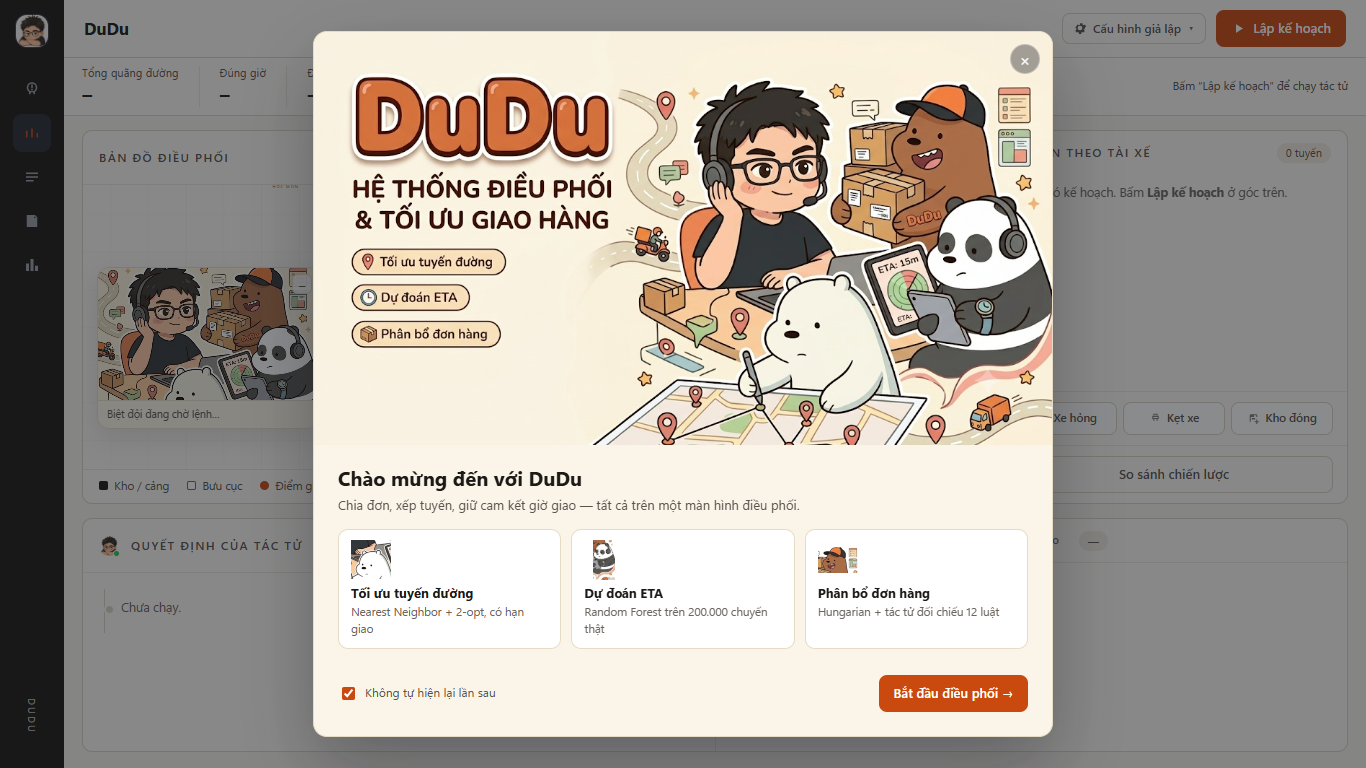 DuDu
Cấu hình giả lập
Lập kế hoạch
Tổng quãng đường
Đúng giờ
–
–
Bấm “Lập kế hoạch” để chạy tác tử
BẢN ĐỒ ĐIỀU PHỐI
THEO TÀI XẾ
0 tuyến
kế hoạch. Bấm Lập kế hoạch ở góc trên.
DuDu
HỆ THỐNG ĐIỀU PHỐI
& TỐI ƯU GIAO HÀNG
Tối ưu tuyến đường
Dự đoán ETA
Phân bổ đơn hàng
DuDu
ETA: 15m
ETA:
ETA: 15m
Biệt đội đang chờ lệnh...
Xe hỏng
Kẹt xe
Kho đóng
So sánh chiến lược
Kho / cảng
Bưu cục
Điểm
Chào mừng đến với DuDu
Chia đơn, xếp tuyến, giữ cam kết giờ giao — tất cả trên một màn hình điều phối.
QUYẾT ĐỊNH CỦA TÁC TỬ
—
Chưa chạy.
Tối ưu tuyến đường
Nearest Neighbor + 2-opt, có hạn
giao
Dự đoán ETA
Random Forest trên 200.000 chuyến
thật
Phân bổ đơn hàng
Hungarian + tác tử đối chiếu 12 luật
Không tự hiện lại lần sau
Bắt đầu điều phối →
DUDU